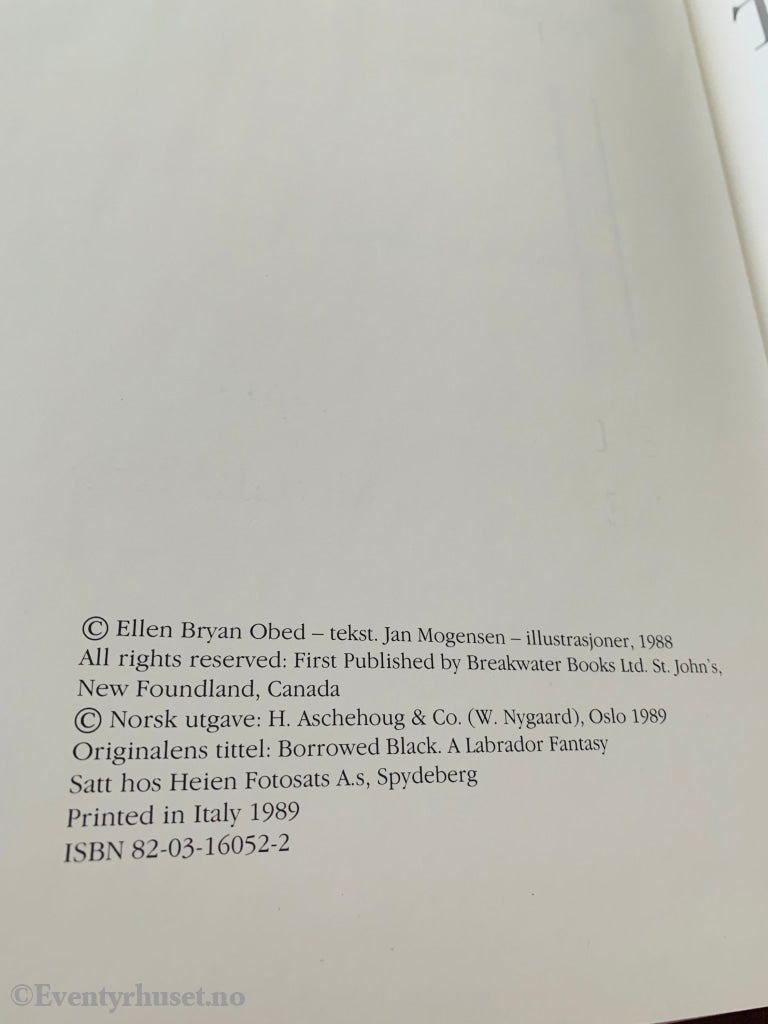 © Ellen Bryan Obed – tekst. Jan Mogensen – illustrasjoner, 1988
All rights reserved: First Published by Breakwater Books Ltd. St. John's,
New Foundland, Canada
© Norsk utgave: H. Aschehoug & Co. (W. Nygaard), Oslo 1989
Originalens tittel: Borrowed Black. A Labrador Fantasy
Satt hos Heien Fotosats A.s, Spydeberg
Printed in Italy 1989
ISBN 82-03-16052-2
©Eventyrhuset.no